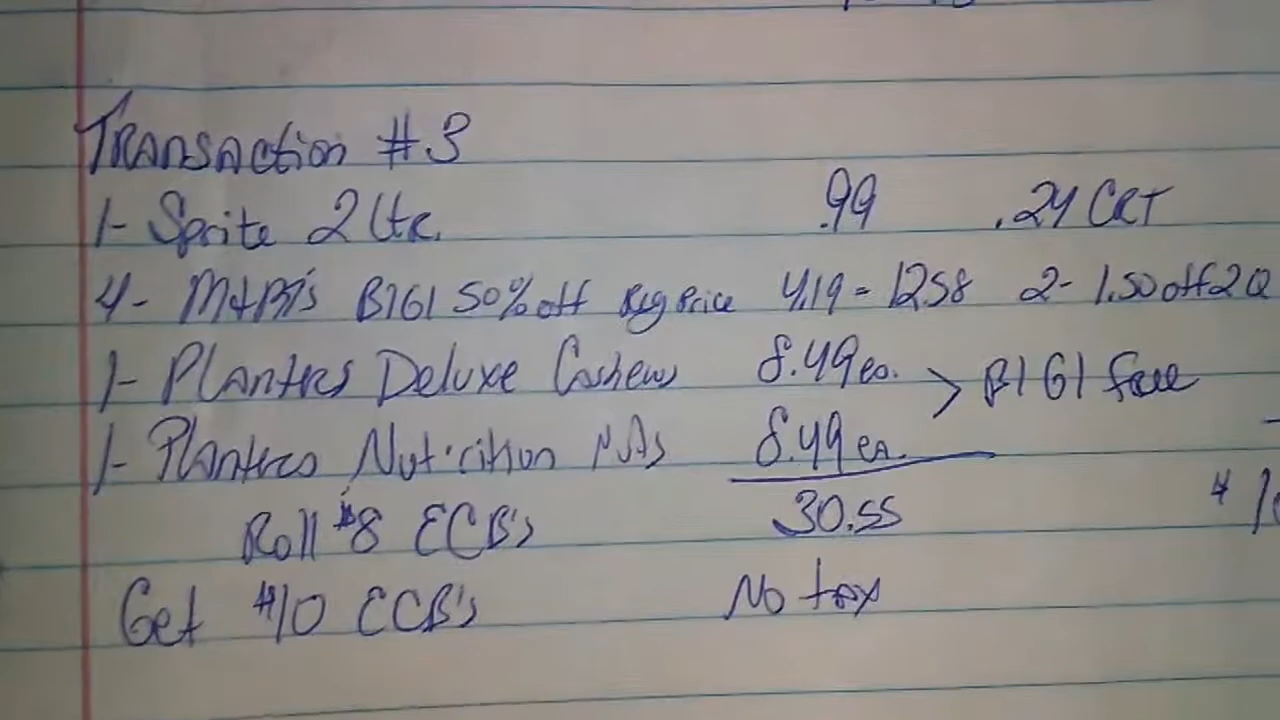 Transaction #3
1- Sprite 2 Ltr. .99 .24 CRT
4- M+M's B1G1 50% off Reg Price 4.19 = 12.58 2- 1.50 off 2 Q
1- Planters Deluxe Cashews 8.49 ea. > B1G1 free
1- Planters Nutrition Nuts 8.49 ea.
Roll $8 ECB's 30.55
Get $10 ECB's No tax